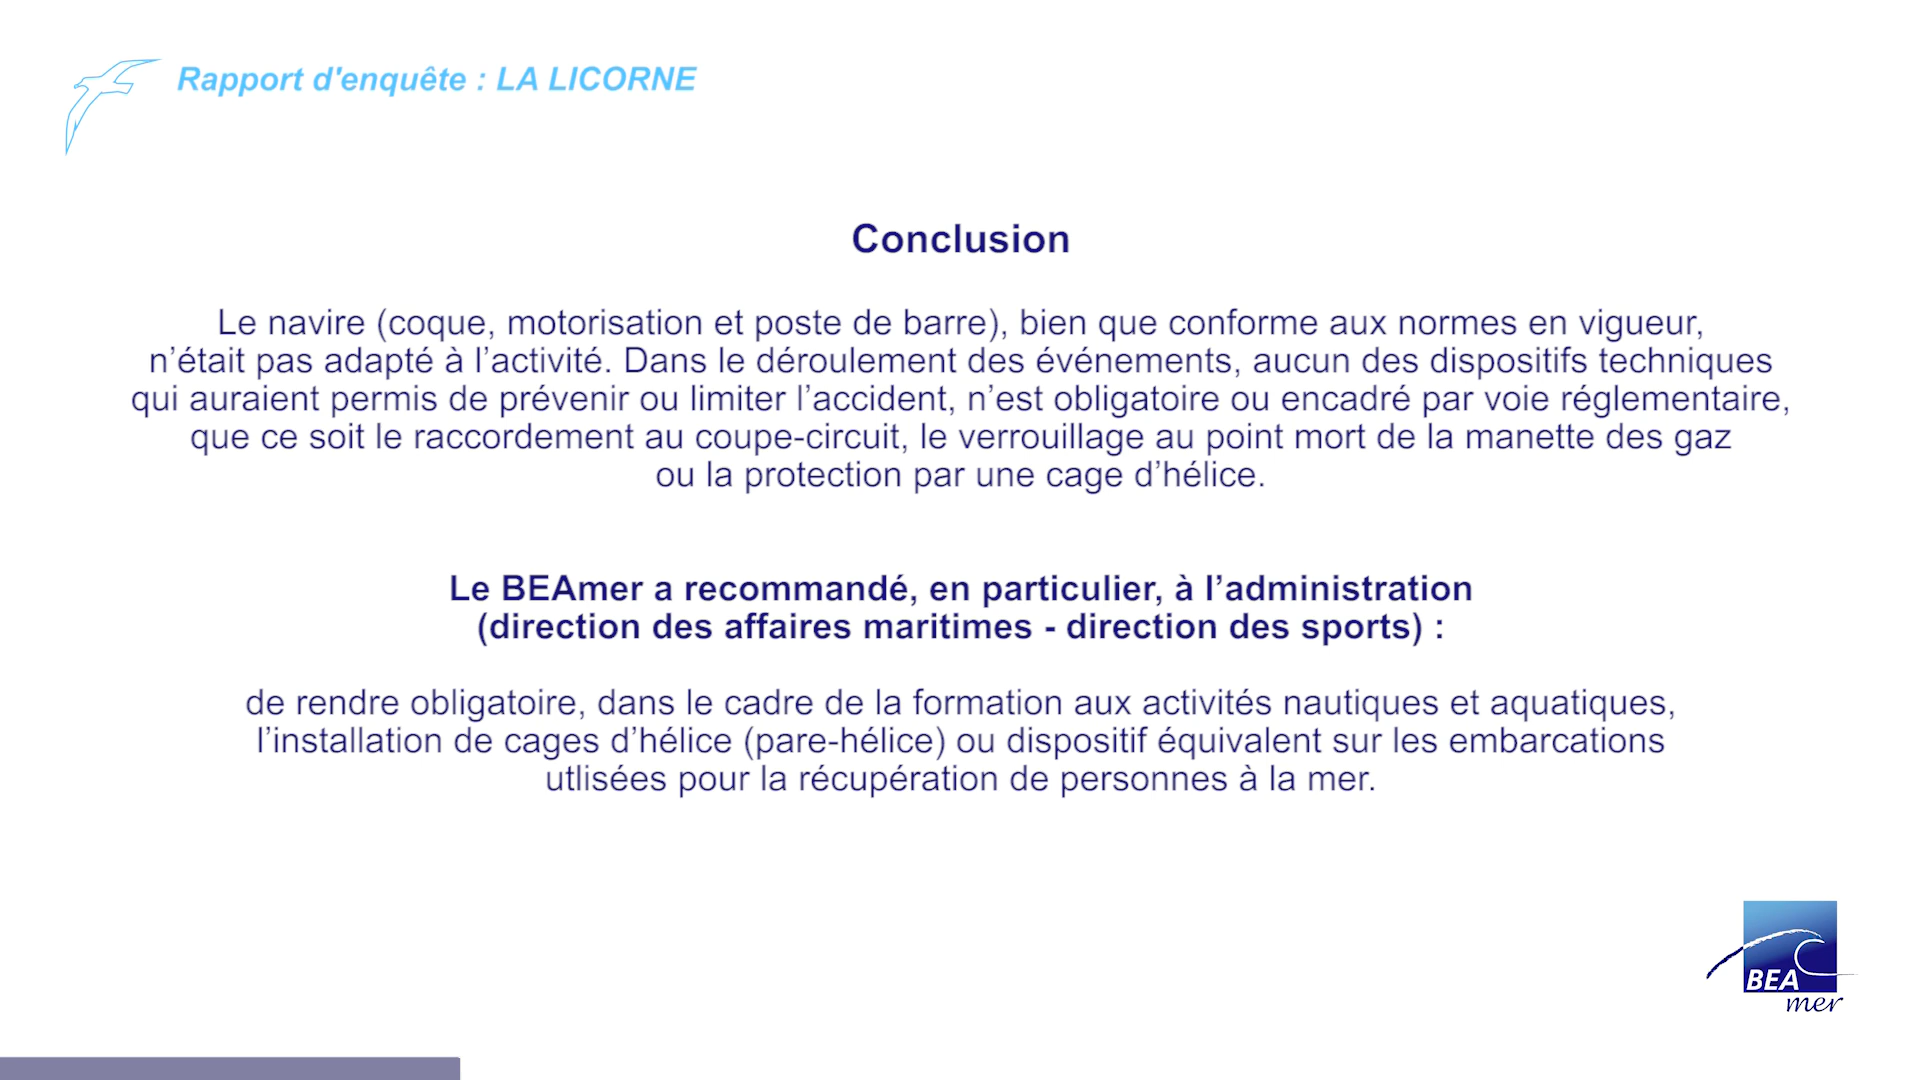 Rapport d'enquête : LA LICORNE
Conclusion
Le navire (coque, motorisation et poste de barre), bien que conforme aux normes en vigueur,
n’était pas adapté à l’activité. Dans le déroulement des événements, aucun des dispositifs techniques
qui auraient permis de prévenir ou limiter l’accident, n’est obligatoire ou encadré par voie réglementaire,
que ce soit le raccordement au coupe-circuit, le verrouillage au point mort de la manette des gaz
ou la protection par une cage d’hélice.
Le BEAmer a recommandé, en particulier, à l’administration
(direction des affaires maritimes - direction des sports) :
de rendre obligatoire, dans le cadre de la formation aux activités nautiques et aquatiques,
l’installation de cages d’hélice (pare-hélice) ou dispositif équivalent sur les embarcations
utlisées pour la récupération de personnes à la mer.
BEA
mer